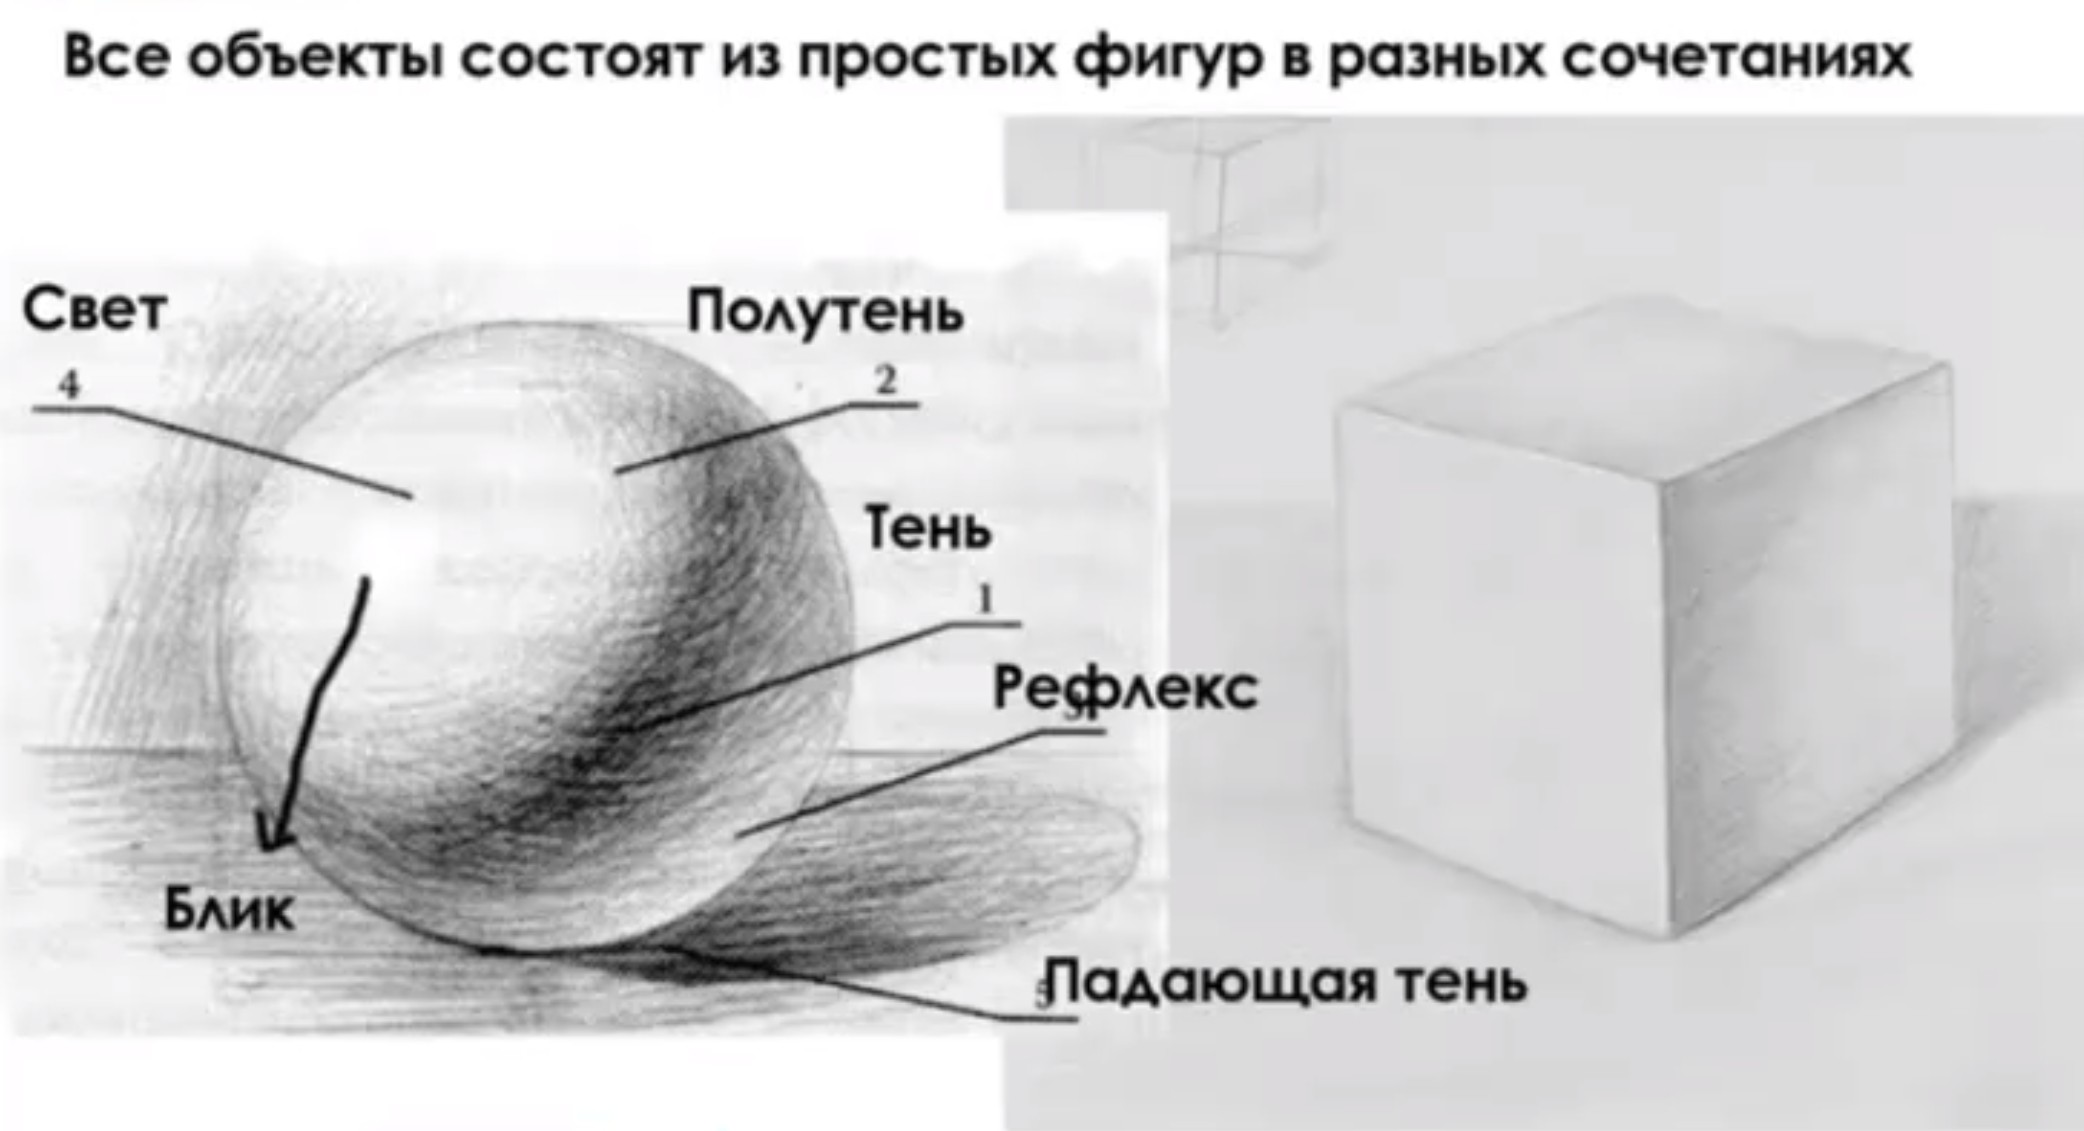 Все объекты состоят из простых фигур в разных сочетаниях
Свет
4
Полутень
2
Тень
1
Рефлекс
Блик
Падающая тень
5